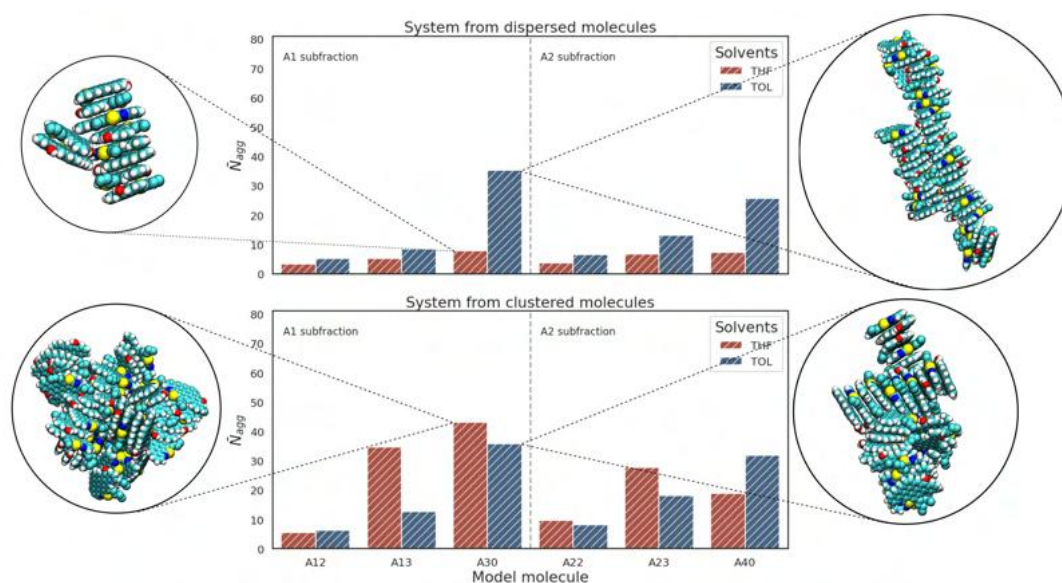 System from dispersed molecules
80
70
60
50
40
30
20
10
0
N̄agg
A1 subfraction
A2 subfraction
Solvents
THF
TOL
System from clustered molecules
80
70
60
50
40
30
20
10
0
N̄agg
A1 subfraction
A2 subfraction
Solvents
THF
TOL
A12 A13 A30 A22 A23 A40
Model molecule